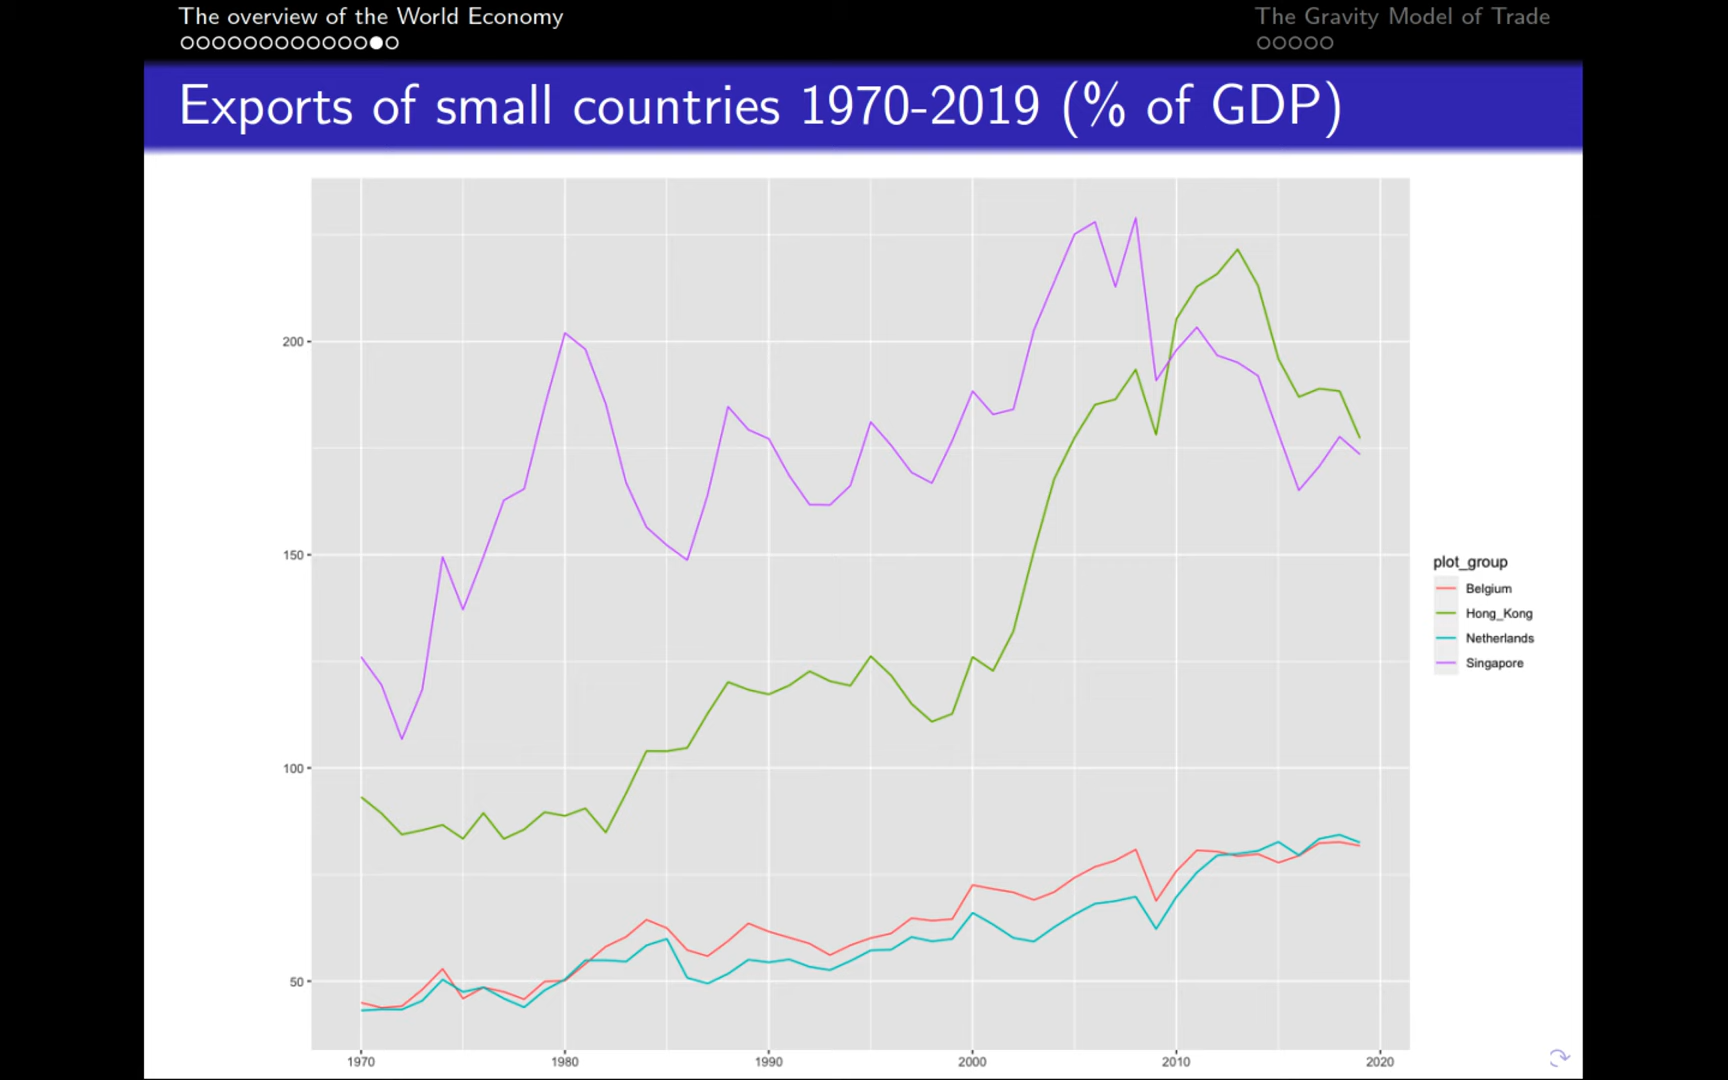 The overview of the World Economy
The Gravity Model of Trade
Exports of small countries 1970-2019 (% of GDP)
200
150
100
50
1970
1980
1990
2000
2010
2020
plot_group
Belgium
Hong_Kong
Netherlands
Singapore